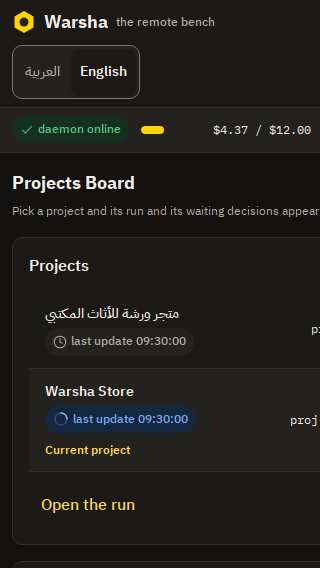 Warsha the remote bench
العربية English
daemon online $4.37 / $12.00
Projects Board
Pick a project and its run and its waiting decisions appear
Projects
متجر ورشة للأثاث المكتبي
last update 09:30:00
Warsha Store
last update 09:30:00 proj
Current project
Open the run